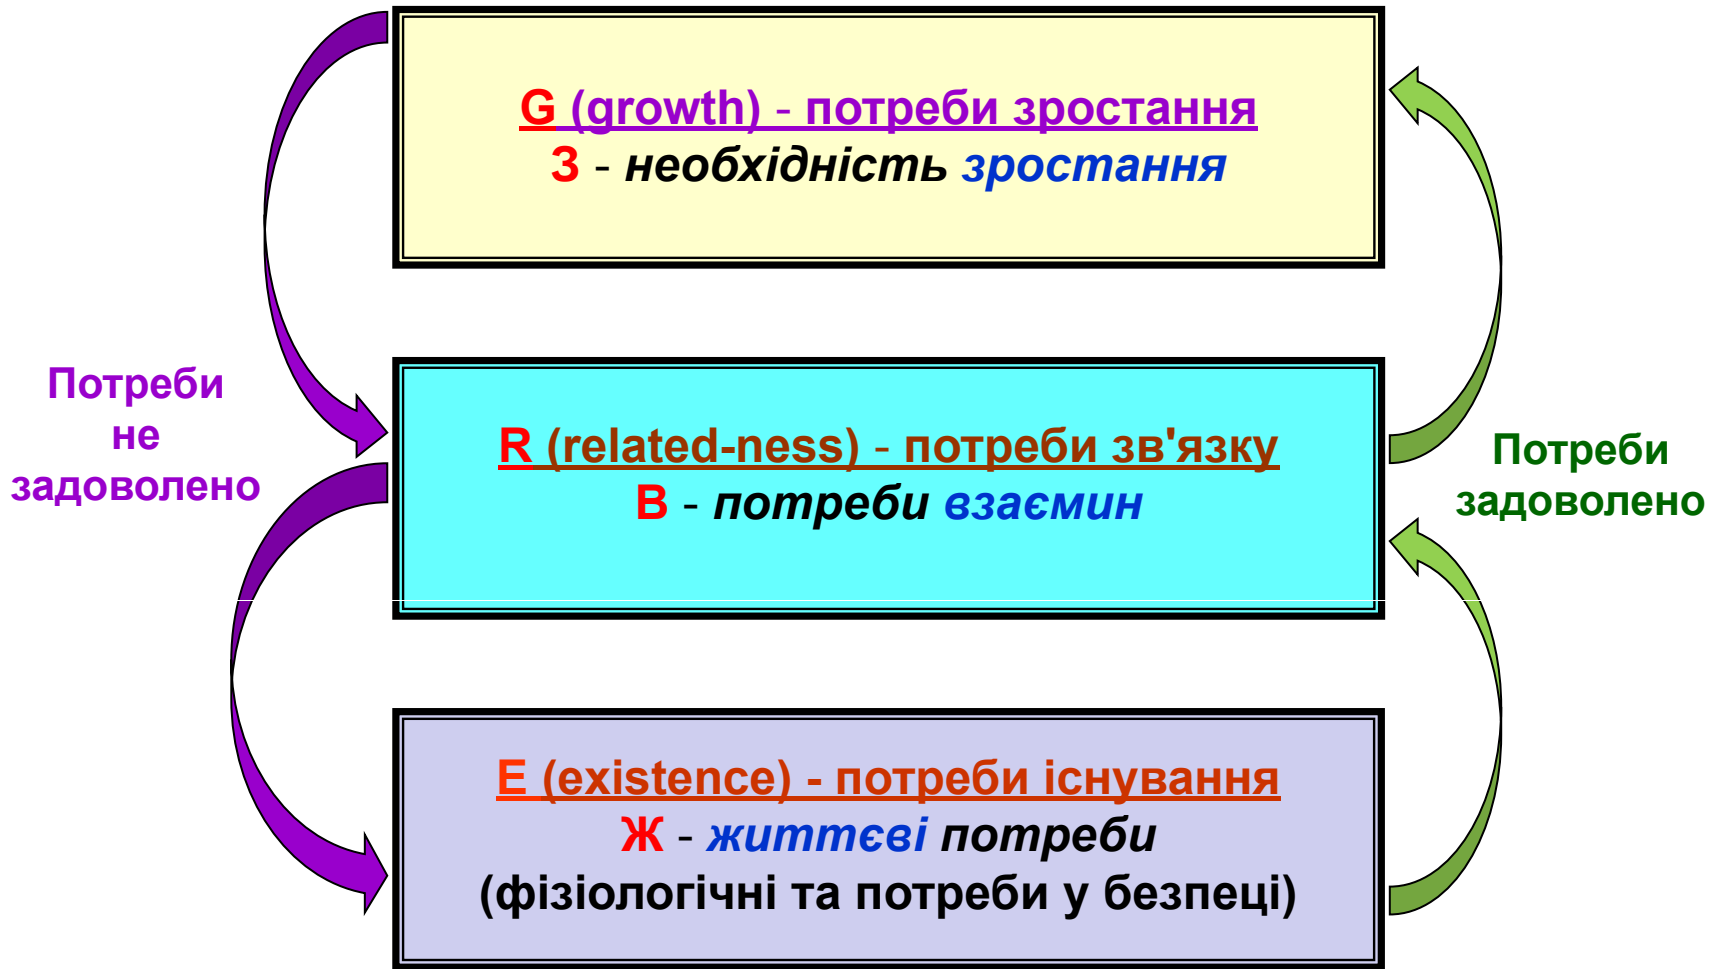 G (growth) - потреби зростання
З - необхідність зростання
Потреби
не
задоволено
R (related-ness) - потреби зв'язку
В - потреби взаємин
Потреби
задоволено
E (existence) - потреби існування
Ж - життєві потреби
(фізіологічні та потреби у безпеці)